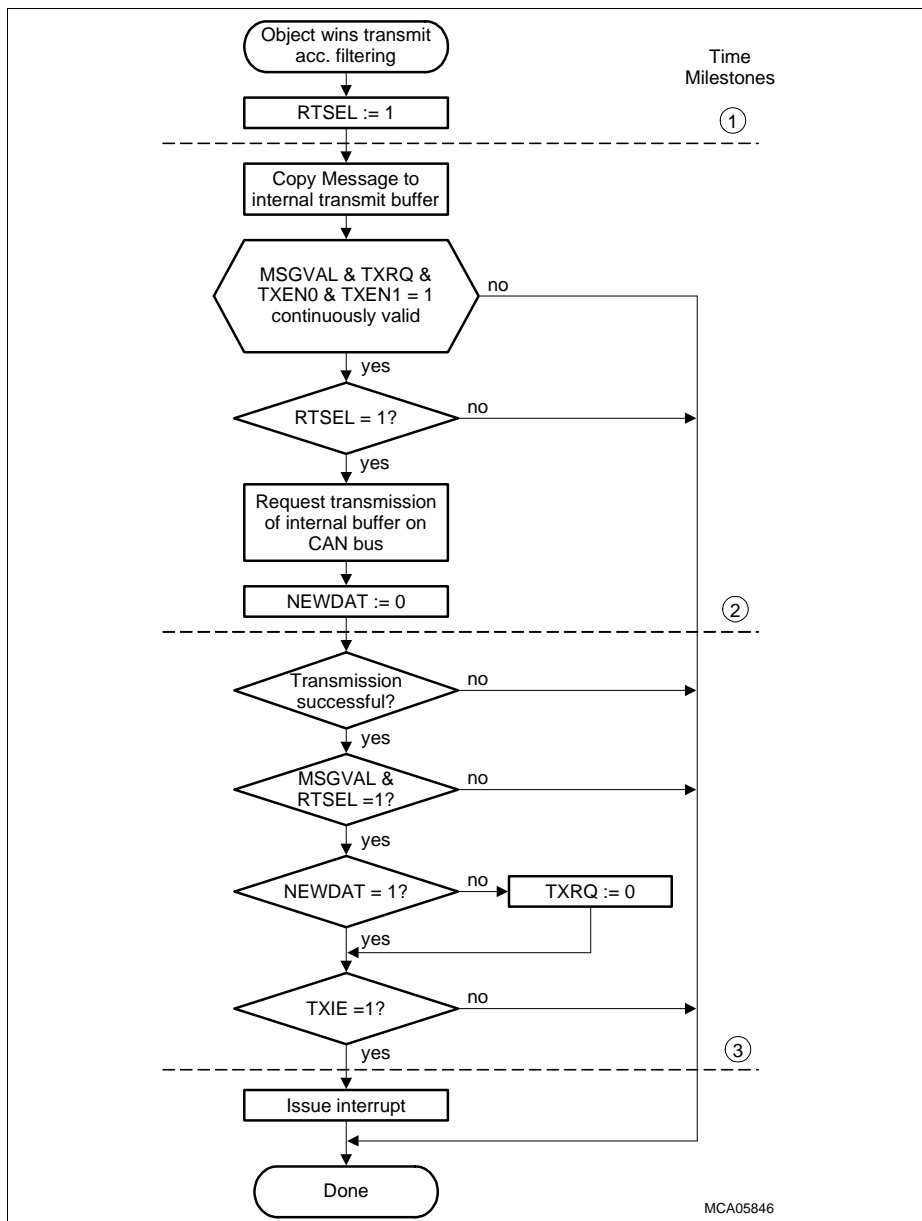 Object wins transmit
acc. filtering
Time
Milestones
RTSEL := 1
1
Copy Message to
internal transmit buffer
MSGVAL & TXRQ &
TXEN0 & TXEN1 = 1
continuously valid
no
yes
RTSEL = 1?
no
yes
Request transmission
of internal buffer on
CAN bus
NEWDAT := 0
2
Transmission
successful?
no
yes
MSGVAL &
RTSEL =1?
no
yes
NEWDAT = 1?
no
TXRQ := 0
yes
TXIE =1?
no
yes
3
Issue interrupt
Done
MCA05846